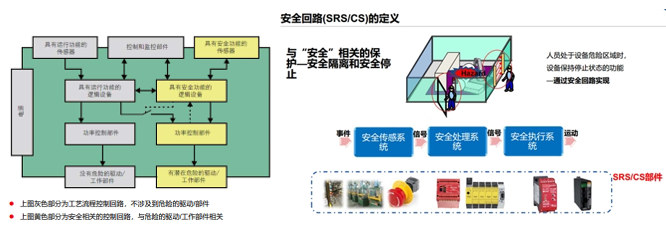 安全回路(SRS/CS)的定义
具有运行功能的
传感器
控制和监控部件
具有安全功能的
传感器
电源
具有运行功能的
逻辑设备
具有安全功能的
逻辑设备
功率控制部件
功率控制部件
没有危险的驱动/
工作部件
有潜在危险的驱动/
工作部件
上图灰色部分为工艺流程控制回路，不涉及到危险的驱动/部件
上图黄色部分为安全相关的控制回路，与危险的驱动/工作部件相关
与“安全”相关的保
护—安全隔离和安全停
止
Hazard
人员处于设备危险区域时，
设备保持停止状态的功能
—通过安全回路实现
事件
安全传感系
统
信号
安全处理系
统
信号
安全执行系
统
运动
SRS/CS部件